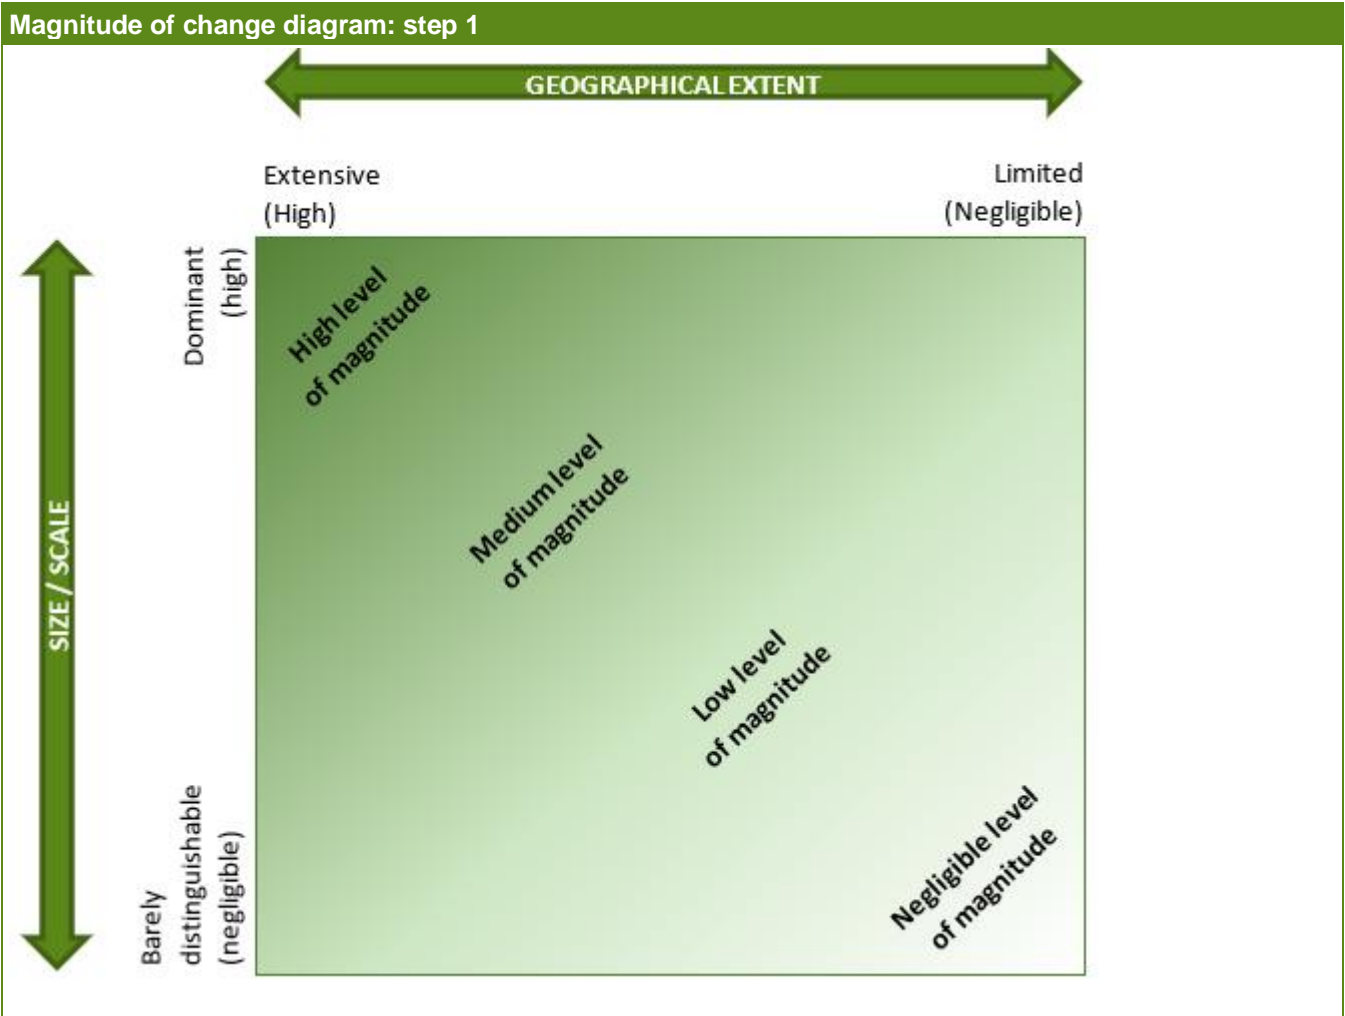 Magnitude of change diagram: step 1
GEOGRAPHICAL EXTENT
Extensive
(High)
Limited
(Negligible)
SIZE / SCALE
Dominant
(high)
Barely
distinguishable
(negligible)
High level
of magnitude
Medium level
of magnitude
Low level
of magnitude
Negligible level
of magnitude